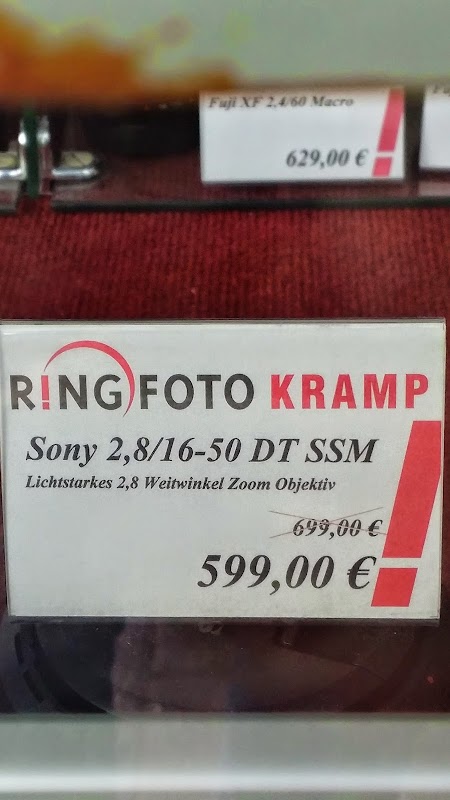 Fuji XF 2,4/60 Macro
629,00 €
R!NGFOTO KRAMP
Sony 2,8/16-50 DT SSM
Lichtstarkes 2,8 Weitwinkel Zoom Objektiv
699,00 €
599,00 €